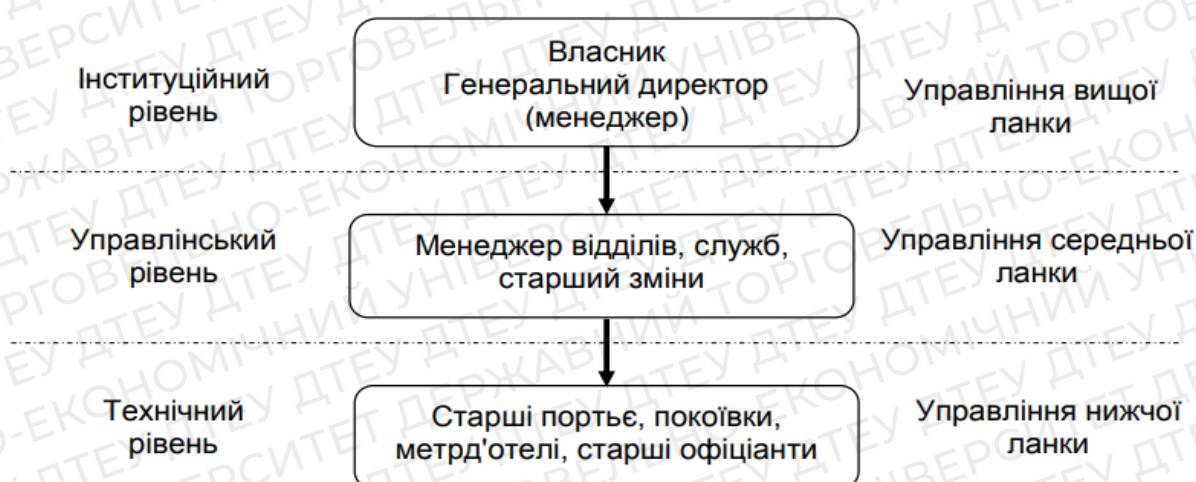 Інституційний
рівень
Власник
Генеральний директор
(менеджер)
Управління вищої
ланки
Управлінський
рівень
Менеджер відділів, служб,
старший зміни
Управління середньої
ланки
Технічний
рівень
Старші портьє, покоївки,
метрд'отелі, старші офіціанти
Управління нижчої
ланки